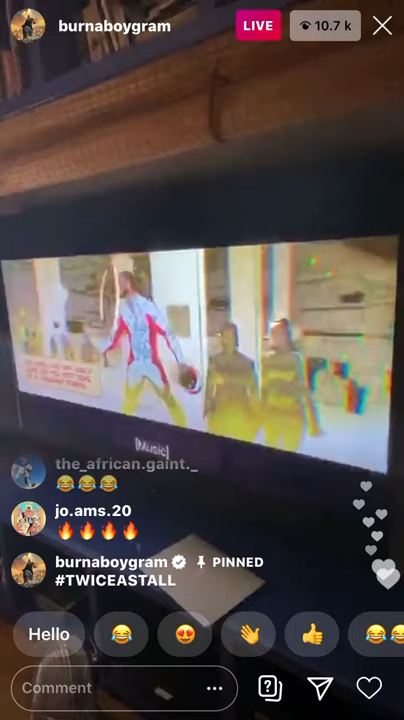 burnaboygram
LIVE
10.7 k
[Music]
the_african.gaint._
😂😂😂
jo.ams.20
🔥🔥🔥🔥
burnaboygram PINNED
#TWICEASTALL
Hello
Comment